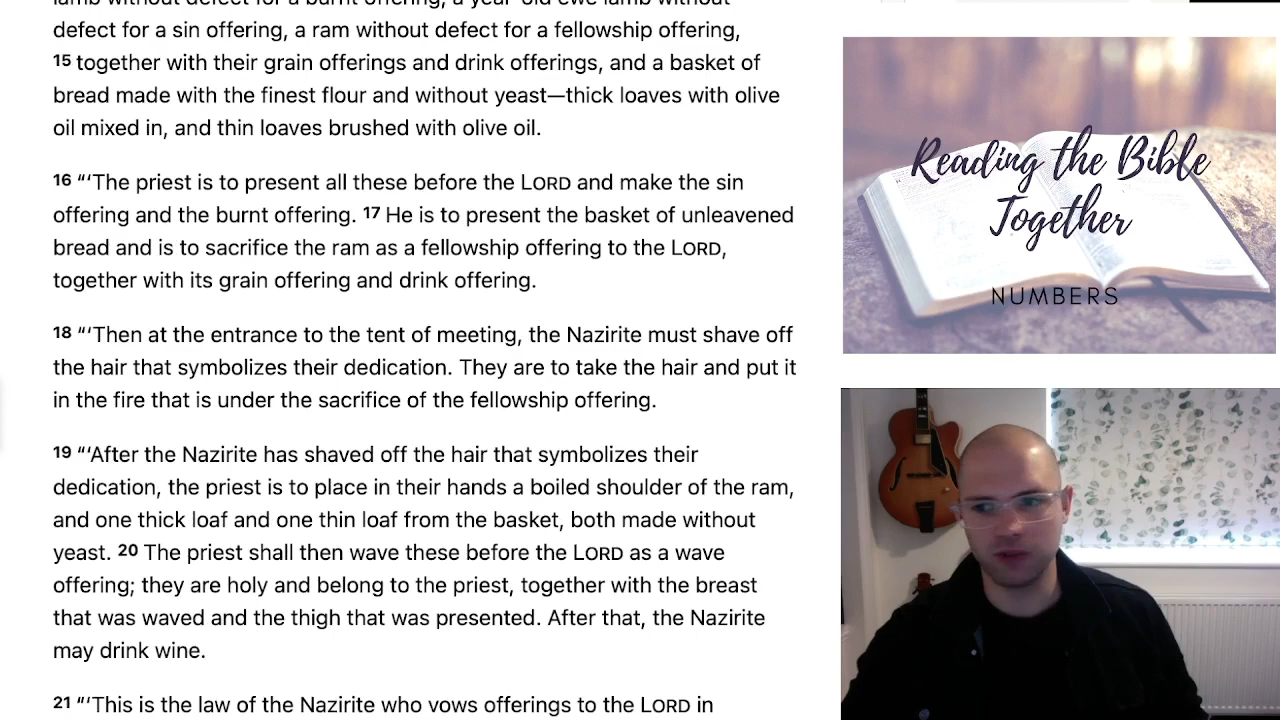 lamb without defect for a burnt offering, a year-old ewe lamb without
defect for a sin offering, a ram without defect for a fellowship offering,
15 together with their grain offerings and drink offerings, and a basket of
bread made with the finest flour and without yeast—thick loaves with olive
oil mixed in, and thin loaves brushed with olive oil.
16 “‘The priest is to present all these before the LORD and make the sin
offering and the burnt offering. 17 He is to present the basket of unleavened
bread and is to sacrifice the ram as a fellowship offering to the LORD,
together with its grain offering and drink offering.
18 “‘Then at the entrance to the tent of meeting, the Nazirite must shave off
the hair that symbolizes their dedication. They are to take the hair and put it
in the fire that is under the sacrifice of the fellowship offering.
19 “‘After the Nazirite has shaved off the hair that symbolizes their
dedication, the priest is to place in their hands a boiled shoulder of the ram,
and one thick loaf and one thin loaf from the basket, both made without
yeast. 20 The priest shall then wave these before the LORD as a wave
offering; they are holy and belong to the priest, together with the breast
that was waved and the thigh that was presented. After that, the Nazirite
may drink wine.
21 “‘This is the law of the Nazirite who vows offerings to the LORD in
Reading the Bible
Together
NUMBERS